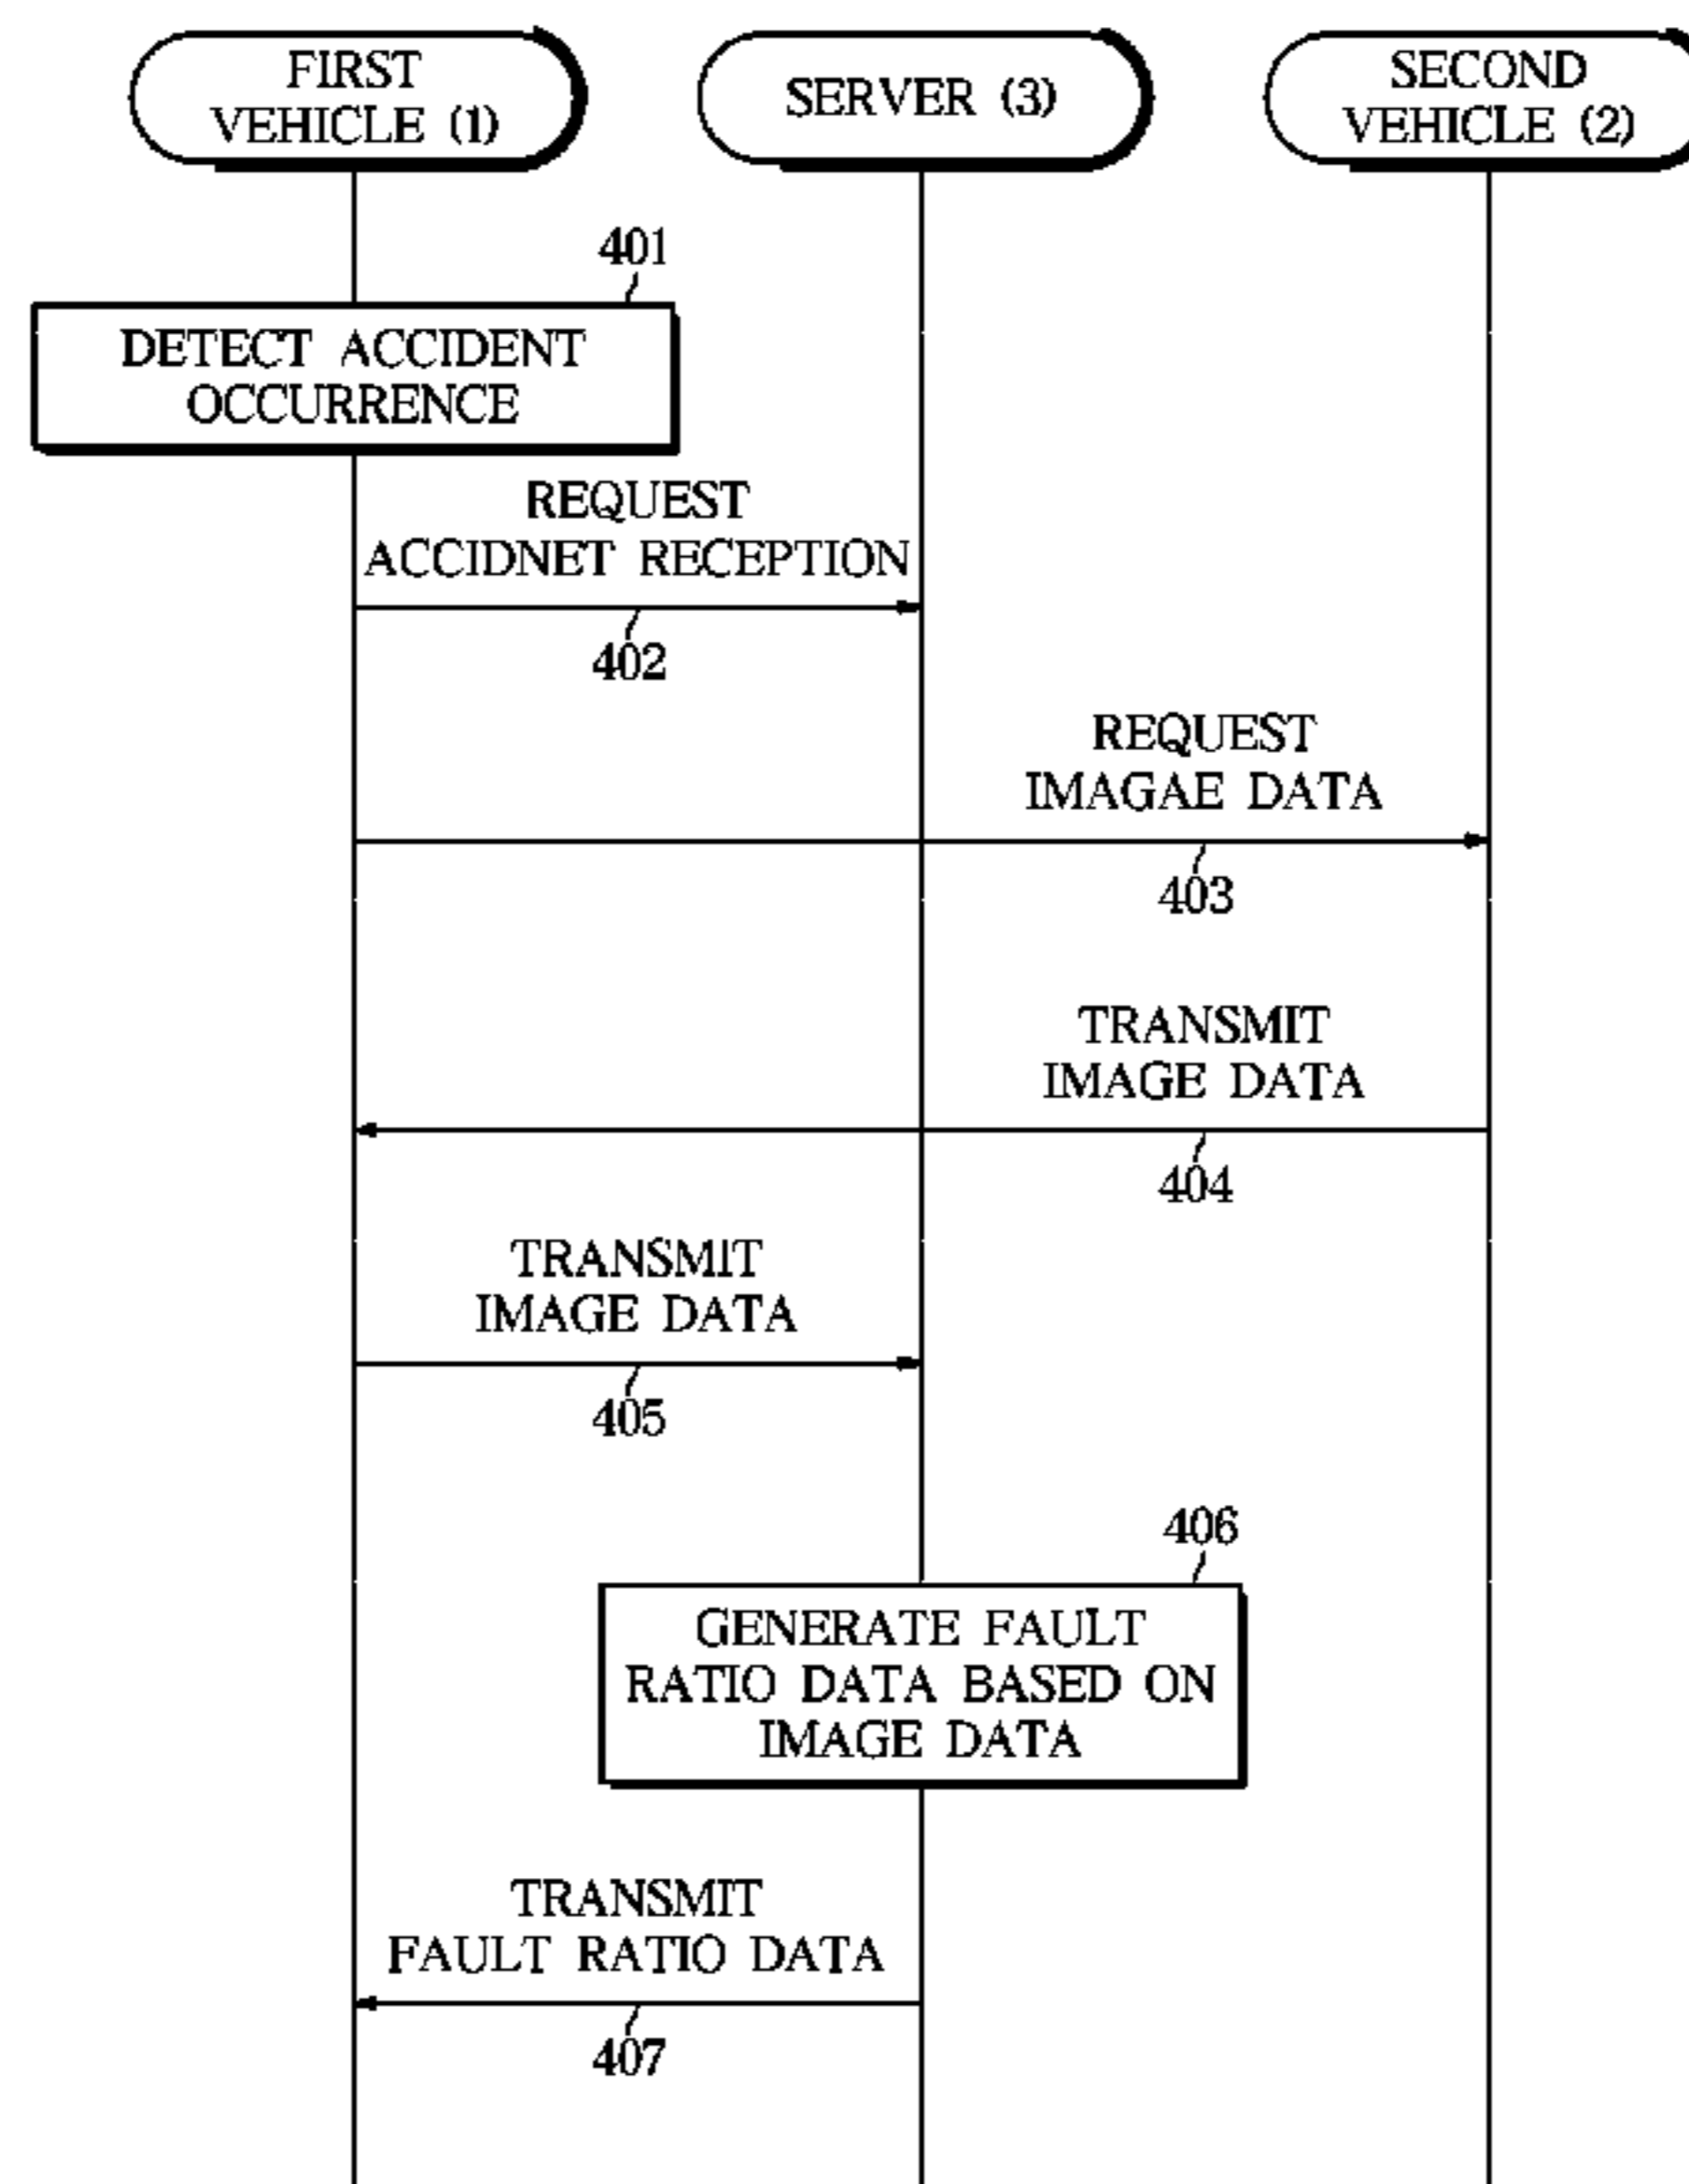 FIRST
VEHICLE (1)
SERVER (3)
SECOND
VEHICLE (2)
401
DETECT ACCIDENT
OCCURRENCE
REQUEST
ACCIDNET RECEPTION
402
REQUEST
IMAGAE DATA
403
TRANSMIT
IMAGE DATA
404
TRANSMIT
IMAGE DATA
405
406
GENERATE FAULT
RATIO DATA BASED ON
IMAGE DATA
TRANSMIT
FAULT RATIO DATA
407